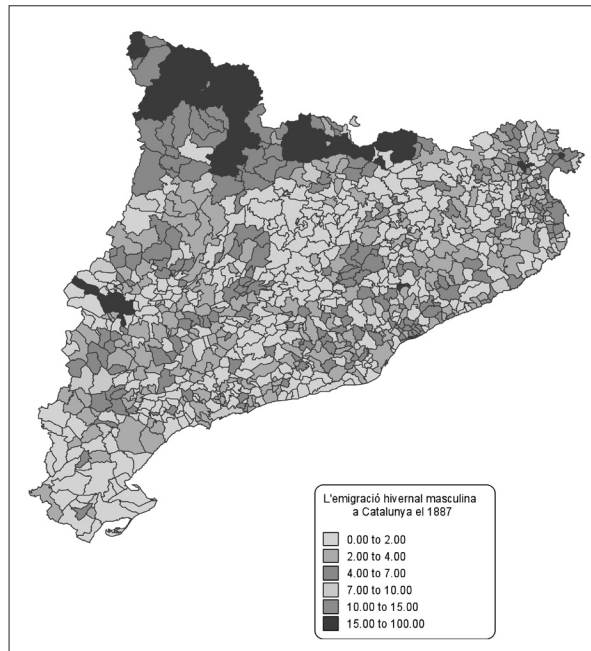 L'emigració hivernal masculina
a Catalunya el 1887
0.00 to 2.00
2.00 to 4.00
4.00 to 7.00
7.00 to 10.00
10.00 to 15.00
15.00 to 100.00